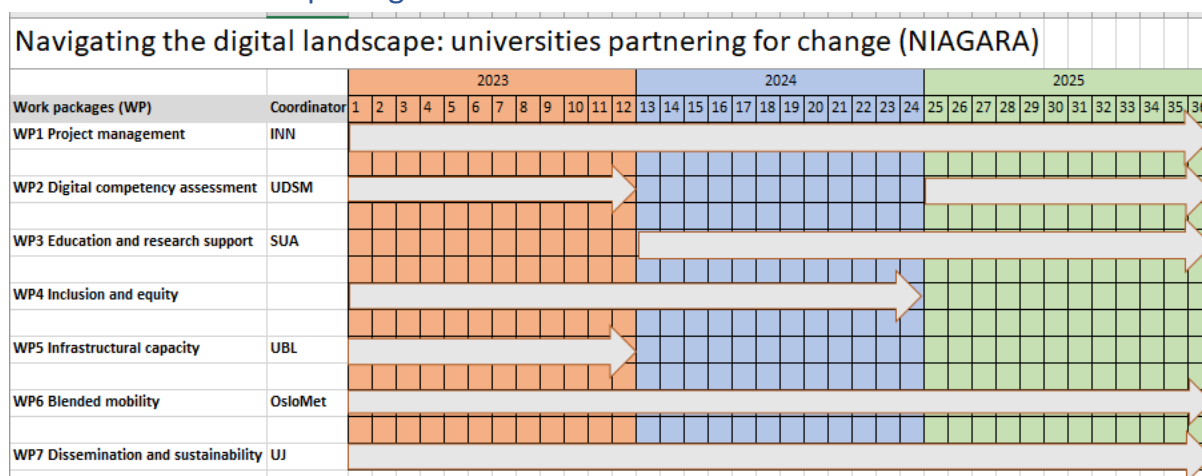 Navigating the digital landscape: universities partnering for change (NIAGARA)
2023 2024 2025
Work packages (WP) Coordinator 1 2 3 4 5 6 7 8 9 10 11 12 13 14 15 16 17 18 19 20 21 22 23 24 25 26 27 28 29 30 31 32 33 34 35 36
WP1 Project management INN
WP2 Digital competency assessment UDSM
WP3 Education and research support SUA
WP4 Inclusion and equity
WP5 Infrastructural capacity UBL
WP6 Blended mobility OsloMet
WP7 Dissemination and sustainability UJ